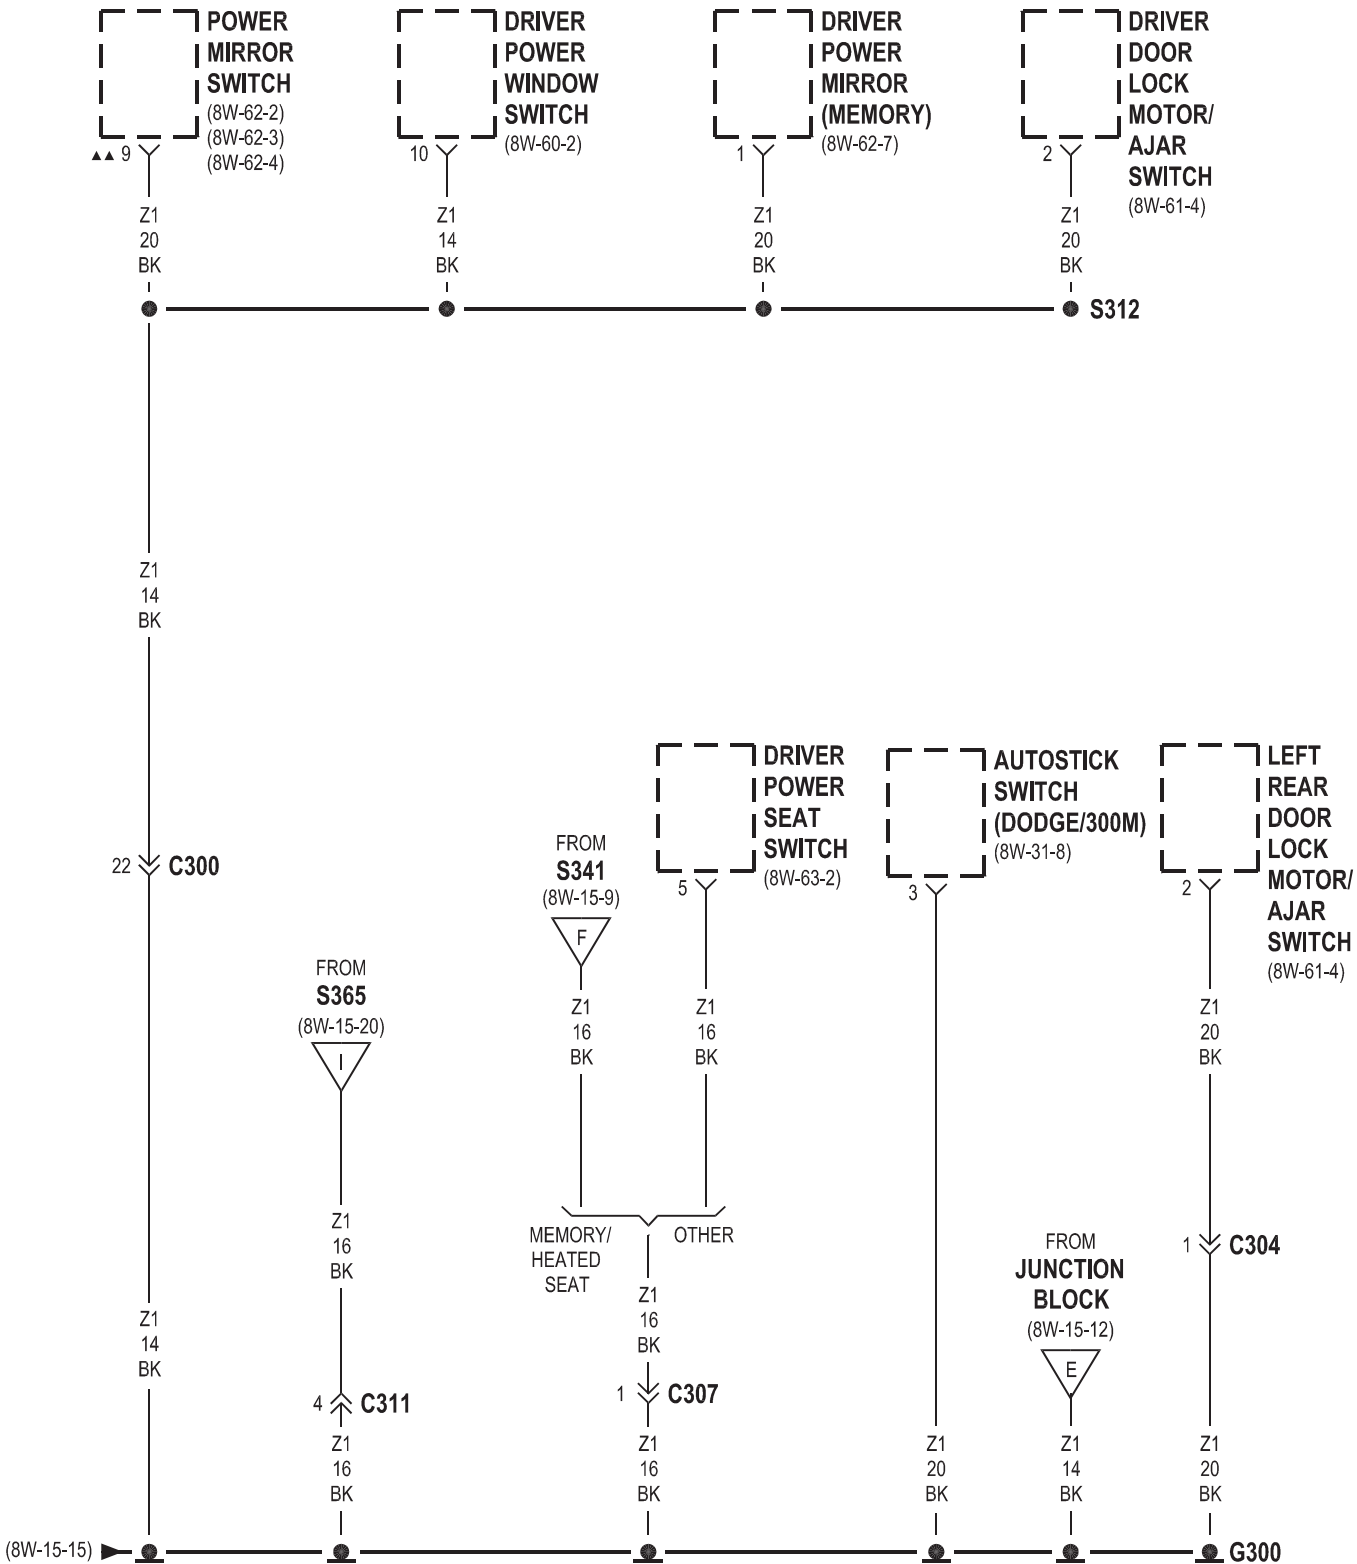 POWER
MIRROR
SWITCH
(8W-62-2)
(8W-62-3)
(8W-62-4)
▲▲ 9
DRIVER
POWER
WINDOW
SWITCH
(8W-60-2)
10
DRIVER
POWER
MIRROR
(MEMORY)
(8W-62-7)
1
DRIVER
DOOR
LOCK
MOTOR/
AJAR
SWITCH
(8W-61-4)
2
Z1
20
BK
Z1
14
BK
Z1
20
BK
Z1
20
BK
S312
Z1
14
BK
22
C300
FROM
S365
(8W-15-20)
I
FROM
S341
(8W-15-9)
F
DRIVER
POWER
SEAT
SWITCH
(8W-63-2)
5
AUTOSTICK
SWITCH
(DODGE/300M)
(8W-31-8)
3
LEFT
REAR
DOOR
LOCK
MOTOR/
AJAR
SWITCH
(8W-61-4)
2
Z1
16
BK
Z1
16
BK
Z1
20
BK
Z1
16
BK
MEMORY/
HEATED
SEAT
OTHER
Z1
16
BK
FROM
JUNCTION
BLOCK
(8W-15-12)
E
1
C304
Z1
14
BK
4
C311
1
C307
Z1
16
BK
Z1
16
BK
Z1
20
BK
Z1
14
BK
Z1
20
BK
(8W-15-15)
G300